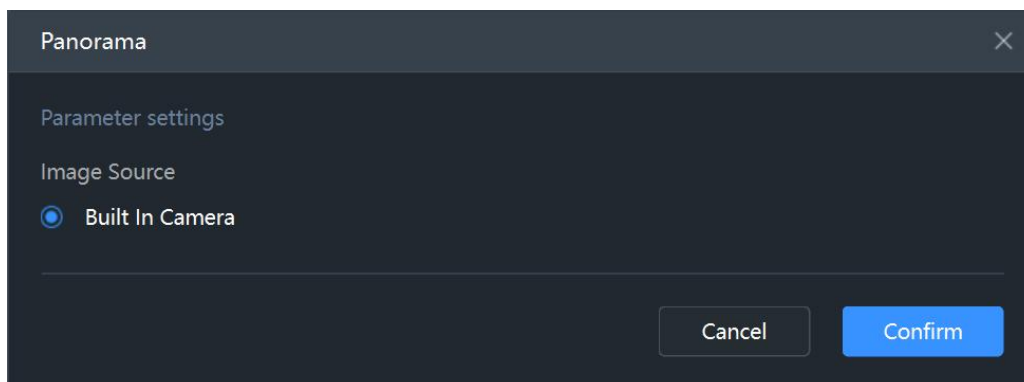 Panorama
Parameter settings
Image Source
Built In Camera
Cancel Confirm